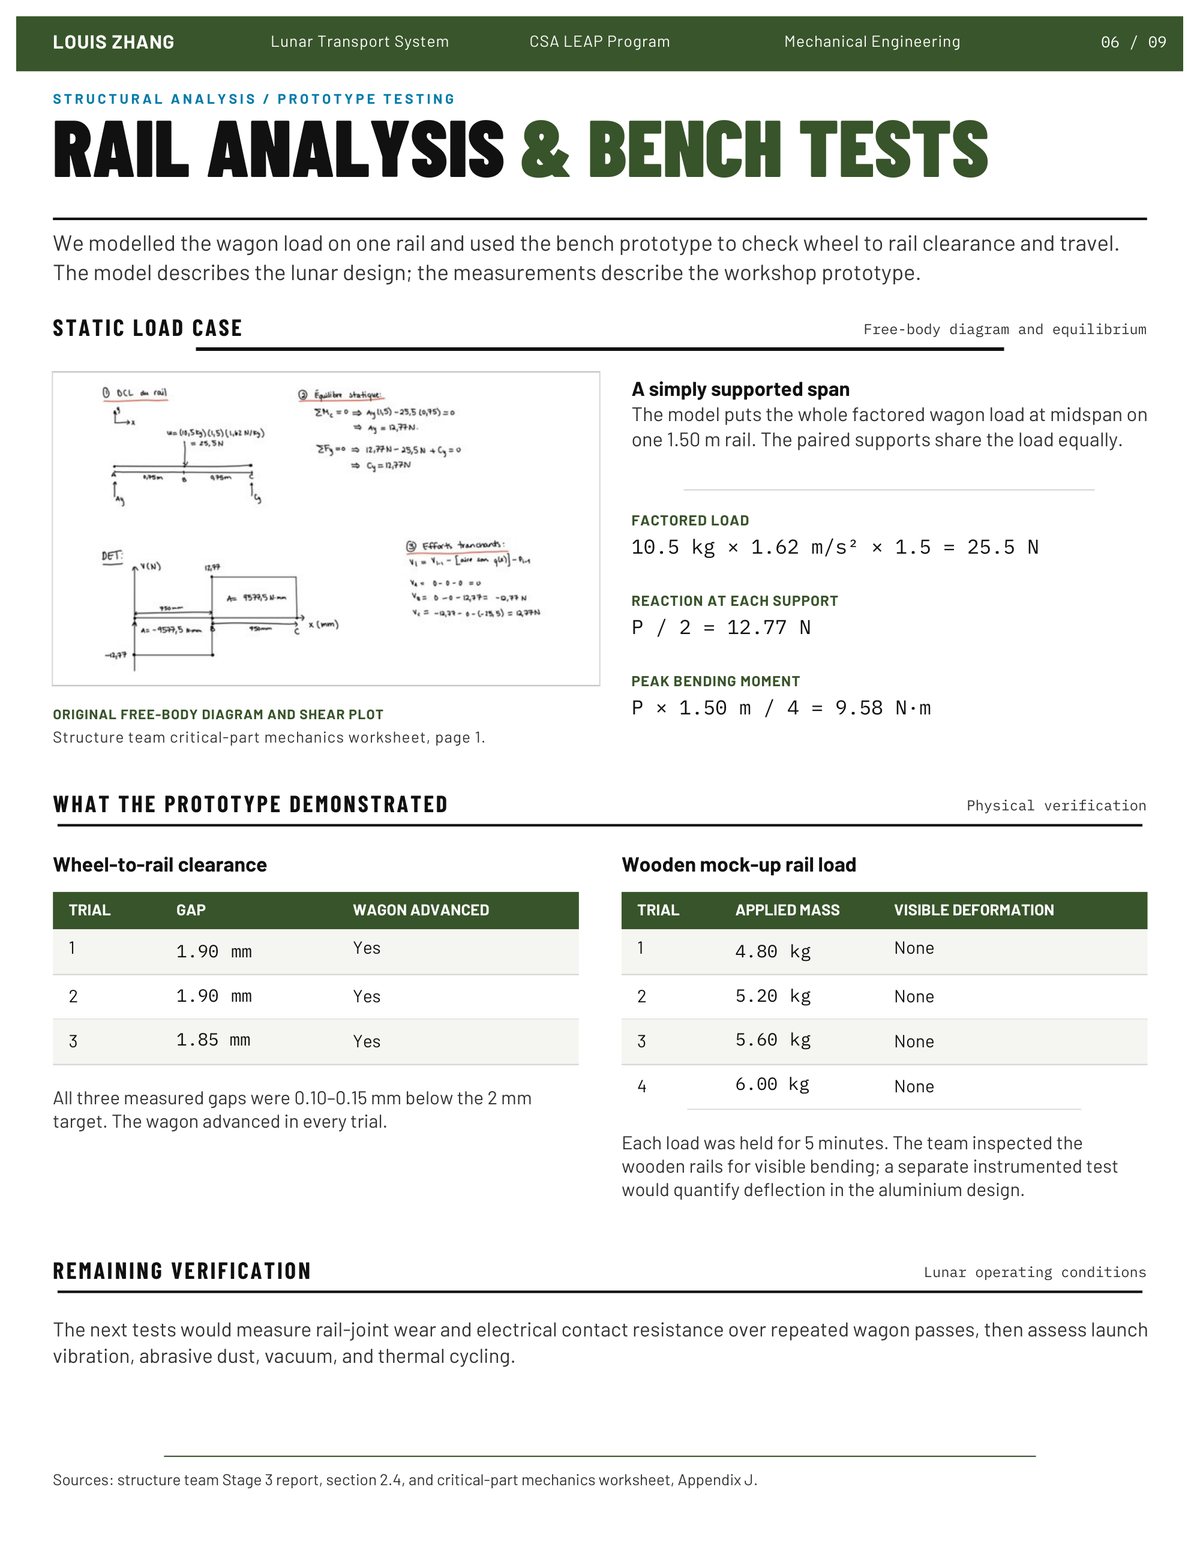 LOUIS ZHANG Lunar Transport System CSA LEAP Program Mechanical Engineering 06 / 09
STRUCTURAL ANALYSIS / PROTOTYPE TESTING
RAIL ANALYSIS & BENCH TESTS
We modelled the wagon load on one rail and used the bench prototype to check wheel to rail clearance and travel.
The model describes the lunar design; the measurements describe the workshop prototype.
STATIC LOAD CASE Free-body diagram and equilibrium
① DCL du rail
y
x
= 25,5 N
A 0,75m B 0,75m C
Ay Cy
② Équilibre statique:
ΣMc = 0 ⇒ Ay(1,5) - 25,5 (0,75) = 0
⇒ Ay = 12,77N.
ΣFy = 0 ⇒ 12,77N - 25,5N + Cy = 0
⇒ Cy = 12,77N
DET:
V(N) 12,77
A= 9577,5 N·mm
750mm
A= -9577,5 N·mm B 750mm C x (mm)
-12,77
③ Efforts tranchants:
VA = 0-0-0 = 0
VB = 0-0-12,77 = -12,77 N
Vc = -12,77-0-(-25,5) = 12,77N
ORIGINAL FREE-BODY DIAGRAM AND SHEAR PLOT
Structure team critical-part mechanics worksheet, page 1.
A simply supported span
The model puts the whole factored wagon load at midspan on
one 1.50 m rail. The paired supports share the load equally.
FACTORED LOAD
10.5 kg × 1.62 m/s² × 1.5 = 25.5 N
REACTION AT EACH SUPPORT
P / 2 = 12.77 N
PEAK BENDING MOMENT
P × 1.50 m / 4 = 9.58 N·m
WHAT THE PROTOTYPE DEMONSTRATED Physical verification
Wheel-to-rail clearance
TRIAL GAP WAGON ADVANCED
1 1.90 mm Yes
2 1.90 mm Yes
3 1.85 mm Yes
All three measured gaps were 0.10–0.15 mm below the 2 mm
target. The wagon advanced in every trial.
Wooden mock-up rail load
TRIAL APPLIED MASS VISIBLE DEFORMATION
1 4.80 kg None
2 5.20 kg None
3 5.60 kg None
4 6.00 kg None
Each load was held for 5 minutes. The team inspected the
wooden rails for visible bending; a separate instrumented test
would quantify deflection in the aluminium design.
REMAINING VERIFICATION Lunar operating conditions
The next tests would measure rail-joint wear and electrical contact resistance over repeated wagon passes, then assess launch
vibration, abrasive dust, vacuum, and thermal cycling.
Sources: structure team Stage 3 report, section 2.4, and critical-part mechanics worksheet, Appendix J.